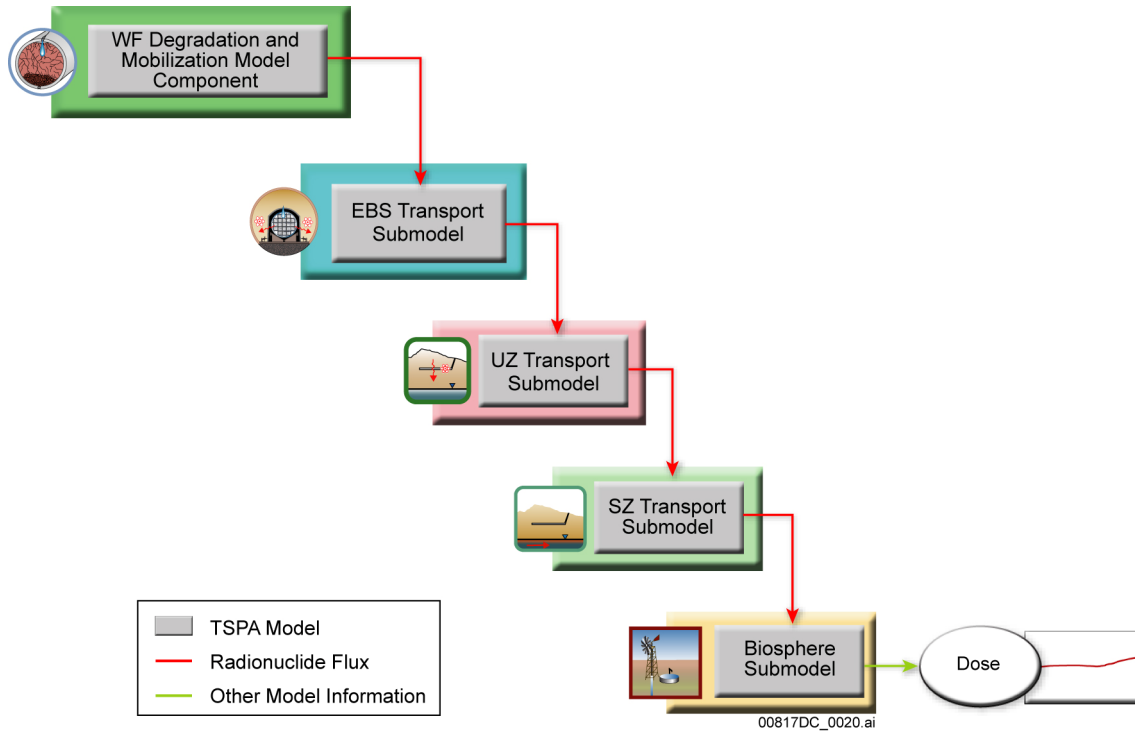 WF Degradation and
Mobilization Model
Component
EBS Transport
Submodel
UZ Transport
Submodel
SZ Transport
Submodel
TSPA Model
Radionuclide Flux
Other Model Information
Biosphere
Submodel
Dose
00817DC_0020.ai